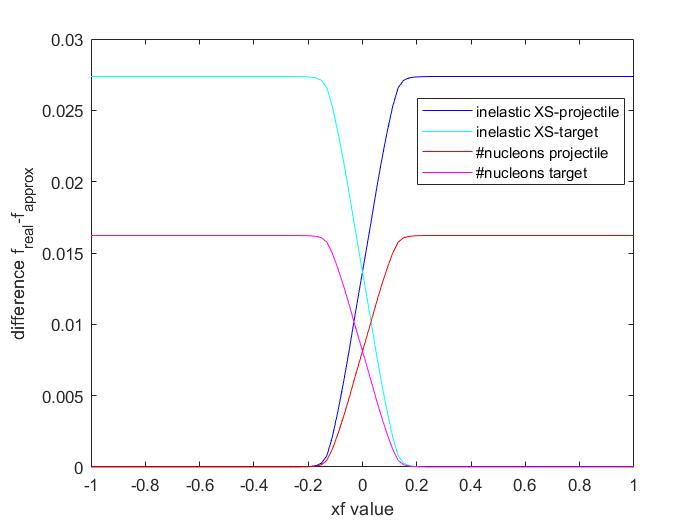 0.03
0.025
0.02
0.015
0.01
0.005
0
difference f_real-f_approx
inelastic XS-projectile
inelastic XS-target
#nucleons projectile
#nucleons target
-1 -0.8 -0.6 -0.4 -0.2 0 0.2 0.4 0.6 0.8 1
xf value